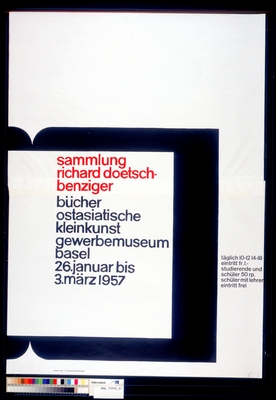 sammlung
richard doetsch-
benziger
bücher
ostasiatische
kleinkunst
gewerbemuseum
basel
26.januar bis
3.märz 1957
täglich 10-12 14-18
eintritt fr. 1.-
studierende und
schüler 50 rp.
schüler mit lehrer
eintritt frei